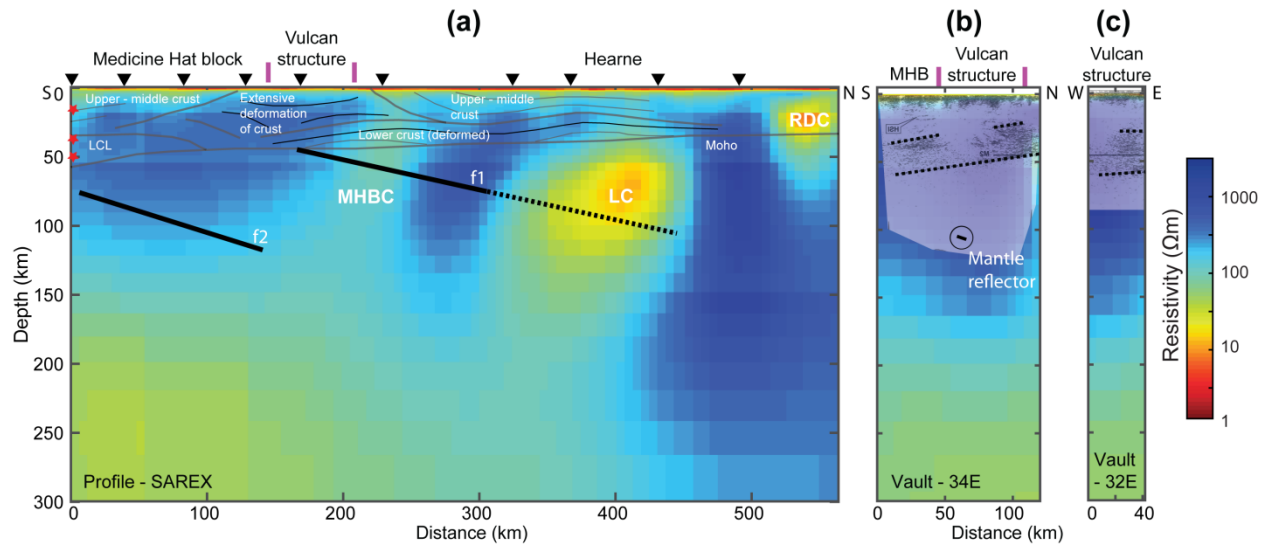 (a)
(b)
(c)
Medicine Hat block
Vulcan
structure
Hearne
MHB
Vulcan
structure
Vulcan
structure
S
N
S
N
W
E
0
50
100
150
200
250
300
Depth (km)
Upper - middle crust
Extensive
deformation
of crust
Upper - middle
crust
Lower crust (deformed)
LCL
Moho
RDC
MHBC
f1
LC
f2
Mantle
reflector
Profile - SAREX
Vault - 34E
Vault
- 32E
0
100
200
300
400
500
Distance (km)
0
50
100
Distance (km)
0
40
Resistivity (Ωm)
1000
100
10
1